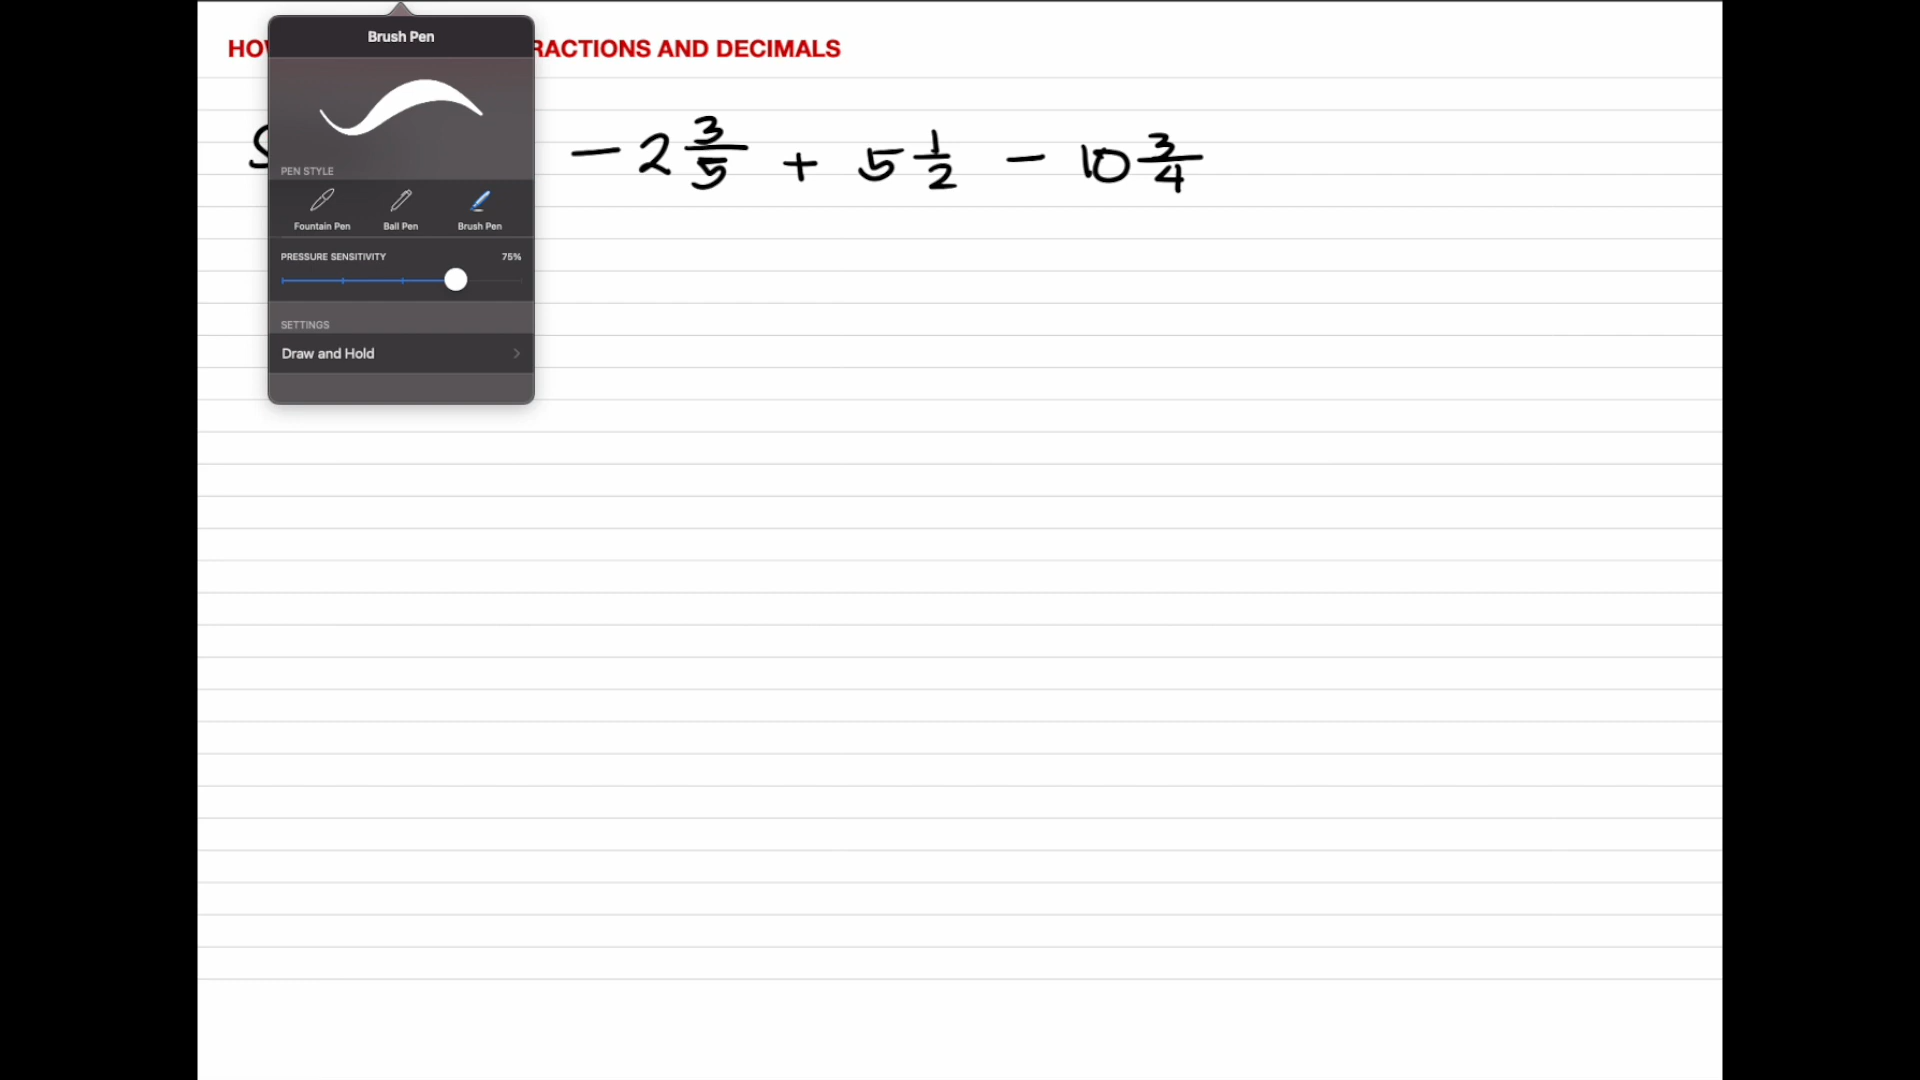 Brush Pen
RACTIONS AND DECIMALS
- 2 3/5 + 5 1/2 - 10 3/4
PEN STYLE
Fountain Pen Ball Pen Brush Pen
PRESSURE SENSITIVITY 75%
SETTINGS
Draw and Hold